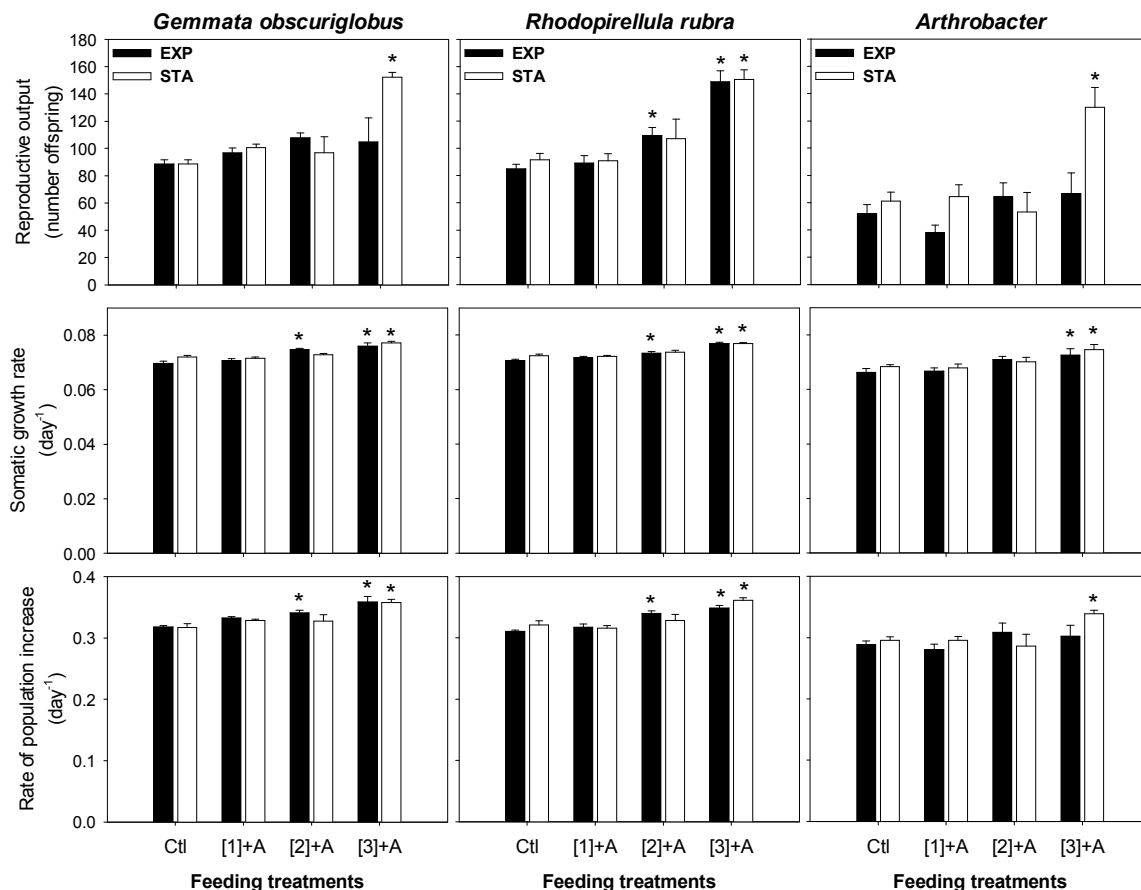 Gemmata obscuriglobus
Rhodopirellula rubra
Arthrobacter
Reproductive output
(number offspring)
180
160
140
120
100
80
60
40
20
0
EXP
STA
*
EXP
STA
*
*
*
EXP
STA
*
Somatic growth rate
(day-1)
0.08
0.06
0.04
0.02
0.00
*
*
*
*
*
*
*
*
Rate of population increase
(day-1)
0.4
0.3
0.2
0.1
0.0
*
*
*
*
*
*
*
Ctl [1]+A [2]+A [3]+A
Ctl [1]+A [2]+A [3]+A
Ctl [1]+A [2]+A [3]+A
Feeding treatments
Feeding treatments
Feeding treatments